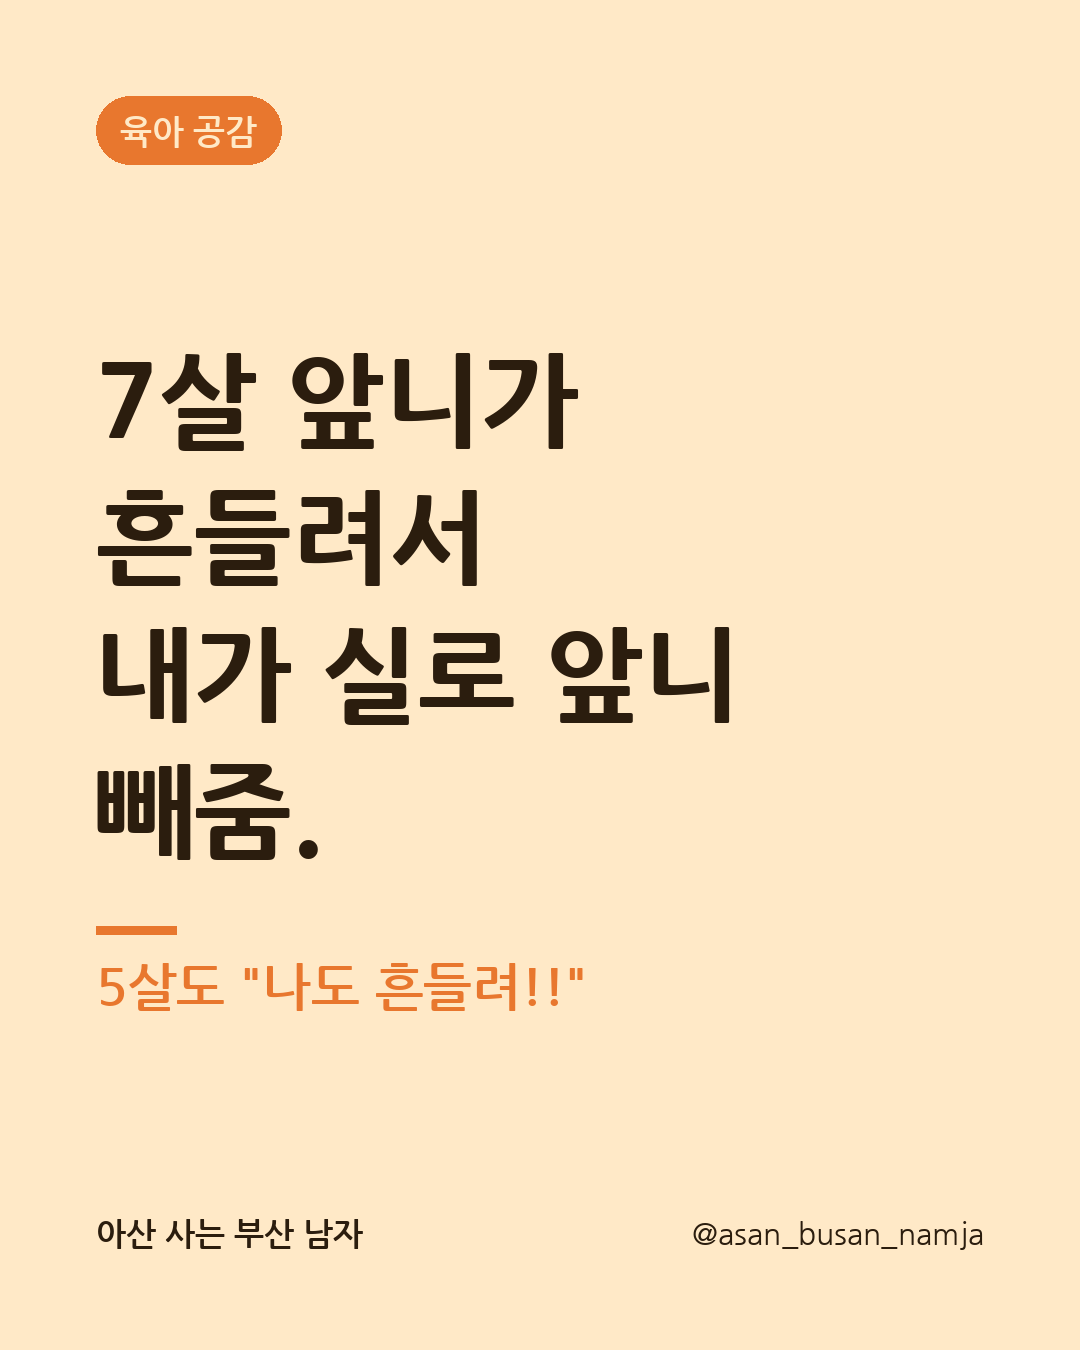 육아 공감
7살 앞니가
흔들려서
내가 실로 앞니
빼줌.
5살도 "나도 흔들려!!"
아산 사는 부산 남자
@asan_busan_namja